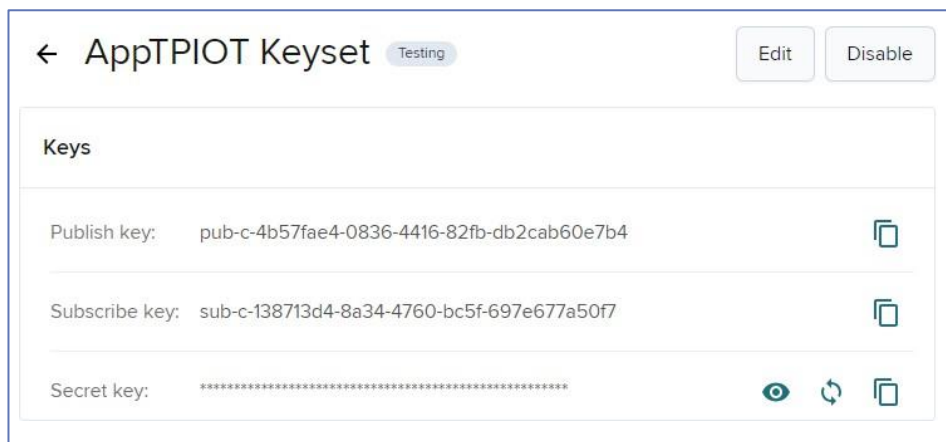 AppTPIOT Keyset Testing Edit Disable
Keys
Publish key: pub-c-4b57fae4-0836-4416-82fb-db2cab60e7b4
Subscribe key: sub-c-138713d4-8a34-4760-bc5f-697e677a50f7
Secret key: ******************************************************